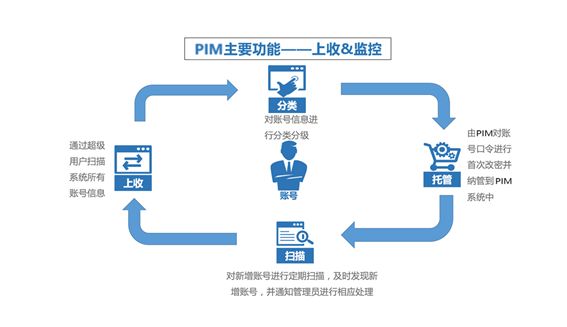 PIM主要功能——上收&监控
分类
对账号信息进
行分类分级
通过超级
用户扫描
系统所有
账号信息
上收
账号
由PIM对账
号口令进行
首次改密并
纳管到PIM
系统中
托管
扫描
对新增账号进行定期扫描，及时发现新
增账号，并通知管理员进行相应处理